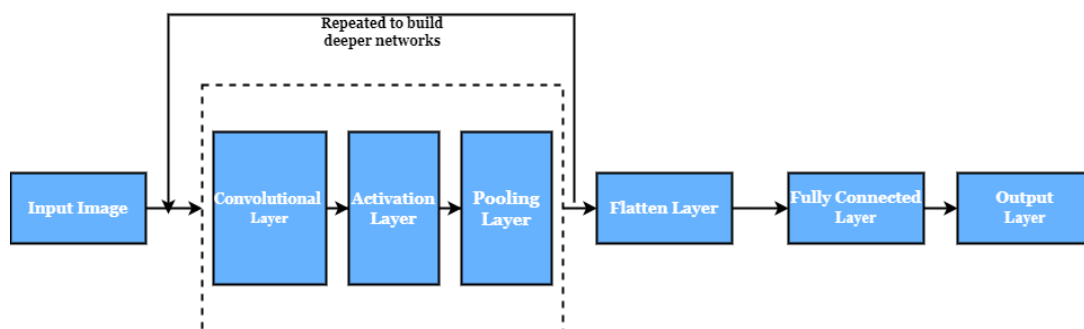 Repeated to build
deeper networks
Input Image
Convolutional
Layer
Activation
Layer
Pooling
Layer
Flatten Layer
Fully Connected
Layer
Output
Layer